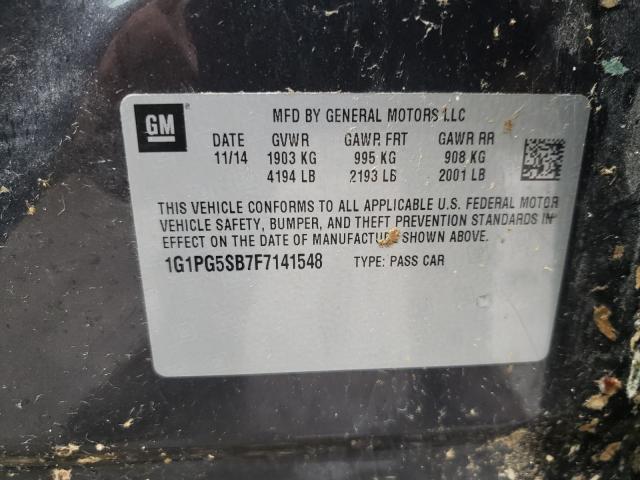 GM
MFD BY GENERAL MOTORS LLC
DATE GVWR GAWR FRT GAWR RR
11/14 1903 KG 995 KG 908 KG
4194 LB 2193 LB 2001 LB
THIS VEHICLE CONFORMS TO ALL APPLICABLE U.S. FEDERAL MOTOR
VEHICLE SAFETY, BUMPER, AND THEFT PREVENTION STANDARDS IN
EFFECT ON THE DATE OF MANUFACTURE SHOWN ABOVE.
1G1PG5SB7F7141548 TYPE: PASS CAR